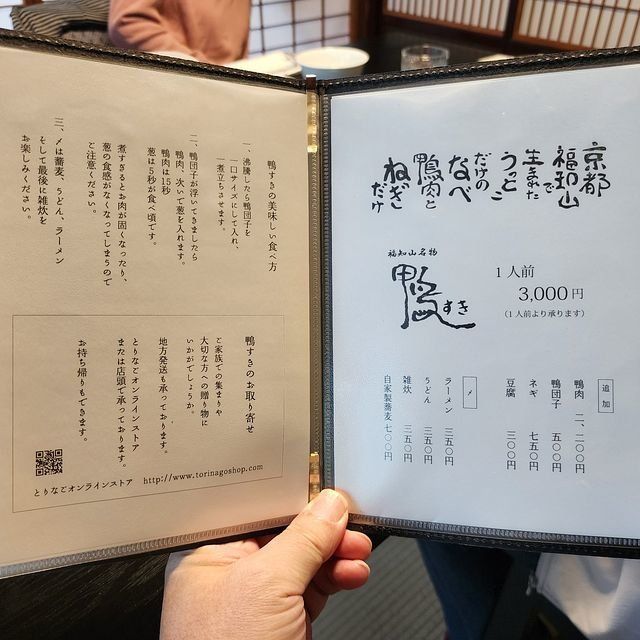 京都
福知山
で
生まれた
うっとこ
だけの
なべ
鴨肉と
ねぎ
だけ
福知山名物
鴨すき
1人前
3,000円
(1人前より承ります)
追加
鴨肉 二、二〇〇円
鴨団子 五〇〇円
ネギ 七五〇円
豆腐 三〇〇円
〆
ラーメン 三五〇円
うどん 三五〇円
雑炊 三五〇円
自家製蕎麦 七〇〇円
鴨すきの美味しい食べ方
一、沸騰したら鴨団子を
一口サイズにして入れ、
一煮立ちさせます。
二、鴨団子が浮いてきましたら
鴨肉、次いで葱を入れます。
鴨肉は15秒
葱は5秒が食べ頃です。
煮すぎるとお肉が固くなったり、
葱の食感がなくなってしまうので
ご注意ください。
三、〆は蕎麦、うどん、ラーメン
そして最後に雑炊を
お楽しみください。
鴨すきのお取り寄せ
ご家族での集まりや
大切な方への贈り物に
いかがでしょうか。
地方発送も承っております。
とりなごオンラインストア
または店頭で承っております。
お持ち帰りもできます。
とりなごオンラインストア http://www.torinagoshop.com